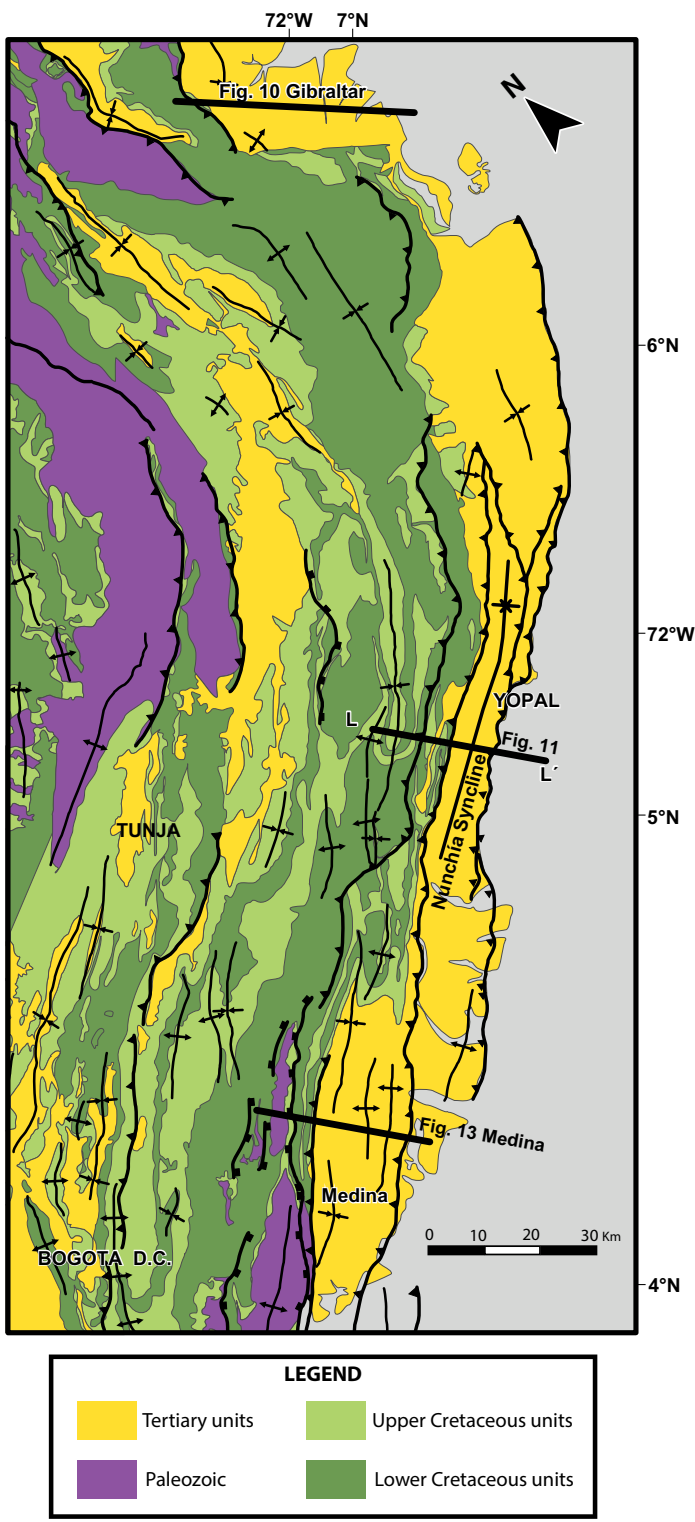 72°W 7°N
Fig. 10 Gibraltar
N
6°N
72°W
YOPAL
L
Fig. 11
L´
Nunchía Syncline
5°N
TUNJA
Fig. 13 Medina
Medina
0 10 20 30 Km
BOGOTA D.C.
4°N
LEGEND
Tertiary units
Upper Cretaceous units
Paleozoic
Lower Cretaceous units